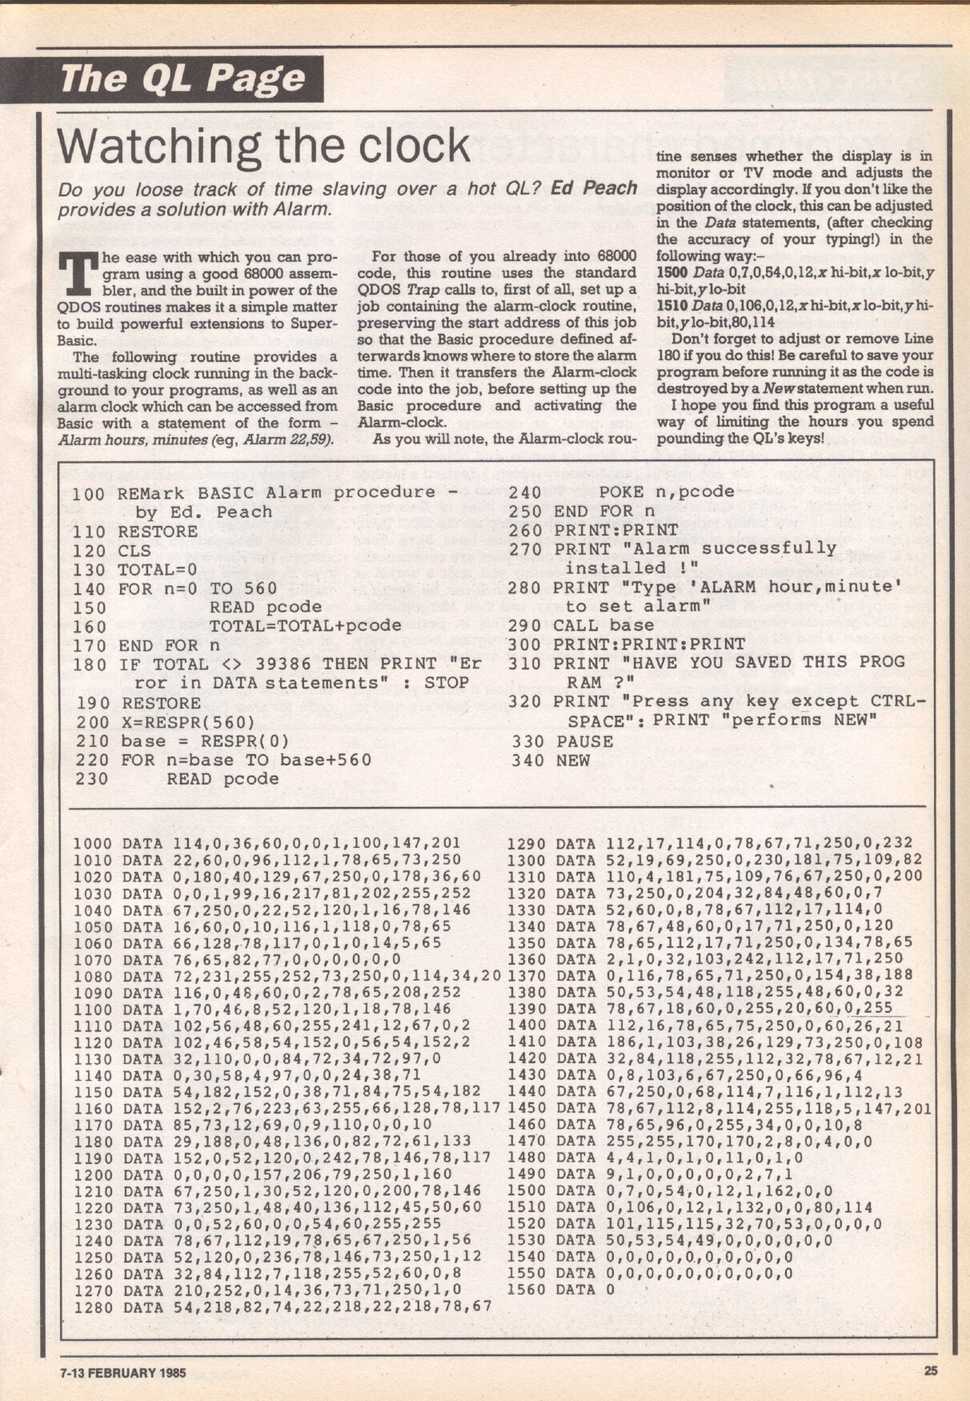 The QL Page
Watching the clock
Do you loose track of time slaving over a hot QL? Ed Peach
provides a solution with Alarm.
The ease with which you can pro-
gram using a good 68000 assem-
bler, and the built in power of the
QDOS routines makes it a simple matter
to build powerful extensions to Super-
Basic.
The following routine provides a
multi-tasking clock running in the back-
ground to your programs, as well as an
alarm clock which can be accessed from
Basic with a statement of the form –
Alarm hours, minutes (eg, Alarm 22,59).
For those of you already into 68000
code, this routine uses the standard
QDOS Trap calls to, first of all, set up a
job containing the alarm-clock routine,
preserving the start address of this job
so that the Basic procedure defined af-
terwards knows where to store the alarm
time. Then it transfers the Alarm-clock
code into the job, before setting up the
Basic procedure and activating the
Alarm-clock.
As you will note, the Alarm-clock rou-
tine senses whether the display is in
monitor or TV mode and adjusts the
display accordingly. If you don't like the
position of the clock, this can be adjusted
in the Data statements, (after checking
the accuracy of your typing!) in the
following way:–
1500 Data 0,7,0,54,0,12,x hi-bit,x lo-bit,y
hi-bit,y lo-bit
1510 Data 0,106,0,12,x hi-bit,x lo-bit,y hi-
bit,y lo-bit,80,114
Don't forget to adjust or remove Line
180 if you do this! Be careful to save your
program before running it as the code is
destroyed by a New statement when run.
I hope you find this program a useful
way of limiting the hours you spend
pounding the QL's keys!
100 REMark BASIC Alarm procedure -
by Ed. Peach
110 RESTORE
120 CLS
130 TOTAL=0
140 FOR n=0 TO 560
150 READ pcode
160 TOTAL=TOTAL+pcode
170 END FOR n
180 IF TOTAL <> 39386 THEN PRINT "Er
ror in DATA statements" : STOP
190 RESTORE
200 X=RESPR(560)
210 base = RESPR(0)
220 FOR n=base TO base+560
230 READ pcode
240 POKE n,pcode
250 END FOR n
260 PRINT:PRINT
270 PRINT "Alarm successfully
installed !"
280 PRINT "Type 'ALARM hour,minute'
to set alarm"
290 CALL base
300 PRINT:PRINT:PRINT
310 PRINT "HAVE YOU SAVED THIS PROG
RAM ?"
320 PRINT "Press any key except CTRL-
SPACE": PRINT "performs NEW"
330 PAUSE
340 NEW
1000 DATA 114,0,36,60,0,0,1,100,147,201
1010 DATA 22,60,0,96,112,1,78,65,73,250
1020 DATA 0,180,40,129,67,250,0,178,36,60
1030 DATA 0,0,1,99,16,217,81,202,255,252
1040 DATA 67,250,0,22,52,120,1,16,78,146
1050 DATA 16,60,0,10,116,1,118,0,78,65
1060 DATA 66,128,78,117,0,1,0,14,5,65
1070 DATA 76,65,82,77,0,0,0,0,0,0
1080 DATA 72,231,255,252,73,250,0,114,34,20
1090 DATA 116,0,48,60,0,2,78,65,208,252
1100 DATA 1,70,46,8,52,120,1,18,78,146
1110 DATA 102,56,48,60,255,241,12,67,0,2
1120 DATA 102,46,58,54,152,0,56,54,152,2
1130 DATA 32,110,0,0,84,72,34,72,97,0
1140 DATA 0,30,58,4,97,0,0,24,38,71
1150 DATA 54,182,152,0,38,71,84,75,54,182
1160 DATA 152,2,76,223,63,255,66,128,78,117
1170 DATA 85,73,12,69,0,9,110,0,0,10
1180 DATA 29,188,0,48,136,0,82,72,61,133
1190 DATA 152,0,52,120,0,242,78,146,78,117
1200 DATA 0,0,0,0,157,206,79,250,1,160
1210 DATA 67,250,1,30,52,120,0,200,78,146
1220 DATA 73,250,1,48,40,136,112,45,50,60
1230 DATA 0,0,52,60,0,0,54,60,255,255
1240 DATA 78,67,112,19,78,65,67,250,1,56
1250 DATA 52,120,0,236,78,146,73,250,1,12
1260 DATA 32,84,112,7,118,255,52,60,0,8
1270 DATA 210,252,0,14,36,73,71,250,1,0
1280 DATA 54,218,82,74,22,218,22,218,78,67
1290 DATA 112,17,114,0,78,67,71,250,0,232
1300 DATA 52,19,69,250,0,230,181,75,109,82
1310 DATA 110,4,181,75,109,76,67,250,0,200
1320 DATA 73,250,0,204,32,84,48,60,0,7
1330 DATA 52,60,0,8,78,67,112,17,114,0
1340 DATA 78,67,48,60,0,17,71,250,0,120
1350 DATA 78,65,112,17,71,250,0,134,78,65
1360 DATA 2,1,0,32,103,242,112,17,71,250
1370 DATA 0,116,78,65,71,250,0,154,38,188
1380 DATA 50,53,54,48,118,255,48,60,0,32
1390 DATA 78,67,18,60,0,255,20,60,0,255
1400 DATA 112,16,78,65,75,250,0,60,26,21
1410 DATA 186,1,103,38,26,129,73,250,0,108
1420 DATA 32,84,118,255,112,32,78,67,12,21
1430 DATA 0,8,103,6,67,250,0,66,96,4
1440 DATA 67,250,0,68,114,7,116,1,112,13
1450 DATA 78,67,112,8,114,255,118,5,147,201
1460 DATA 78,65,96,0,255,34,0,0,10,8
1470 DATA 255,255,170,170,2,8,0,4,0,0
1480 DATA 4,4,1,0,1,0,11,0,1,0
1490 DATA 9,1,0,0,0,0,0,2,7,1
1500 DATA 0,7,0,54,0,12,1,162,0,0
1510 DATA 0,106,0,12,1,132,0,0,80,114
1520 DATA 101,115,115,32,70,53,0,0,0,0
1530 DATA 50,53,54,49,0,0,0,0,0,0
1540 DATA 0,0,0,0,0,0,0,0,0,0
1550 DATA 0,0,0,0,0,0,0,0,0,0
1560 DATA 0
7-13 FEBRUARY 1985
25